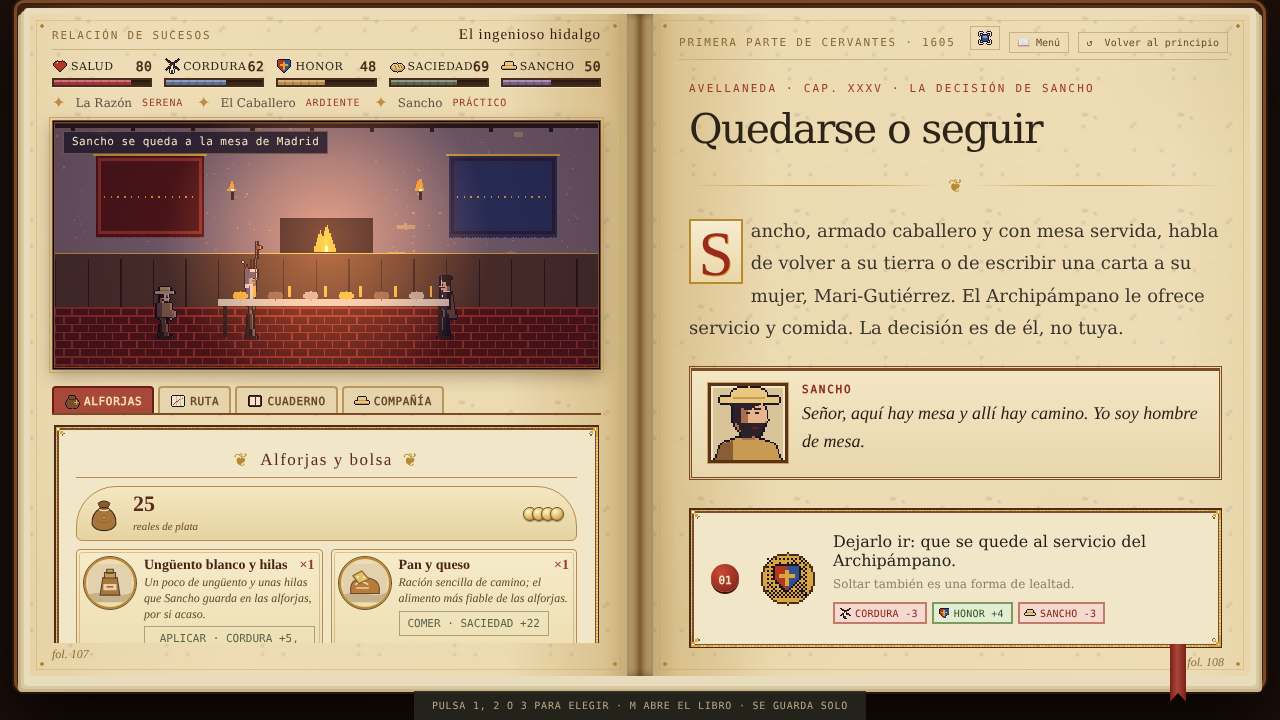 RELACIÓN DE SUCESOS
El ingenioso hidalgo
SALUD 80
CORDURA 62
HONOR 48
SACIEDAD 69
SANCHO 50
La Razón SERENA
El Caballero ARDIENTE
Sancho PRÁCTICO
Sancho se queda a la mesa de Madrid
ALFORJAS
RUTA
CUADERNO
COMPAÑÍA
Alforjas y bolsa
25
reales de plata
Ungüento blanco y hilas ×1
Un poco de ungüento y unas hilas
que Sancho guarda en las alforjas,
por si acaso.
APLICAR · CORDURA +5,
Pan y queso ×1
Ración sencilla de camino; el
alimento más fiable de las alforjas.
COMER · SACIEDAD +22
fol. 107
PRIMERA PARTE DE CERVANTES · 1605
Menú
↺ Volver al principio
AVELLANEDA · CAP. XXXV · LA DECISIÓN DE SANCHO
Quedarse o seguir
Sancho, armado caballero y con mesa servida, habla
de volver a su tierra o de escribir una carta a su
mujer, Mari-Gutiérrez. El Archipámpano le ofrece
servicio y comida. La decisión es de él, no tuya.
SANCHO
Señor, aquí hay mesa y allí hay camino. Yo soy hombre
de mesa.
01
Dejarlo ir: que se quede al servicio del
Archipámpano.
Soltar también es una forma de lealtad.
CORDURA -3
HONOR +4
SANCHO -3
fol. 108
PULSA 1, 2 O 3 PARA ELEGIR · M ABRE EL LIBRO · SE GUARDA SOLO